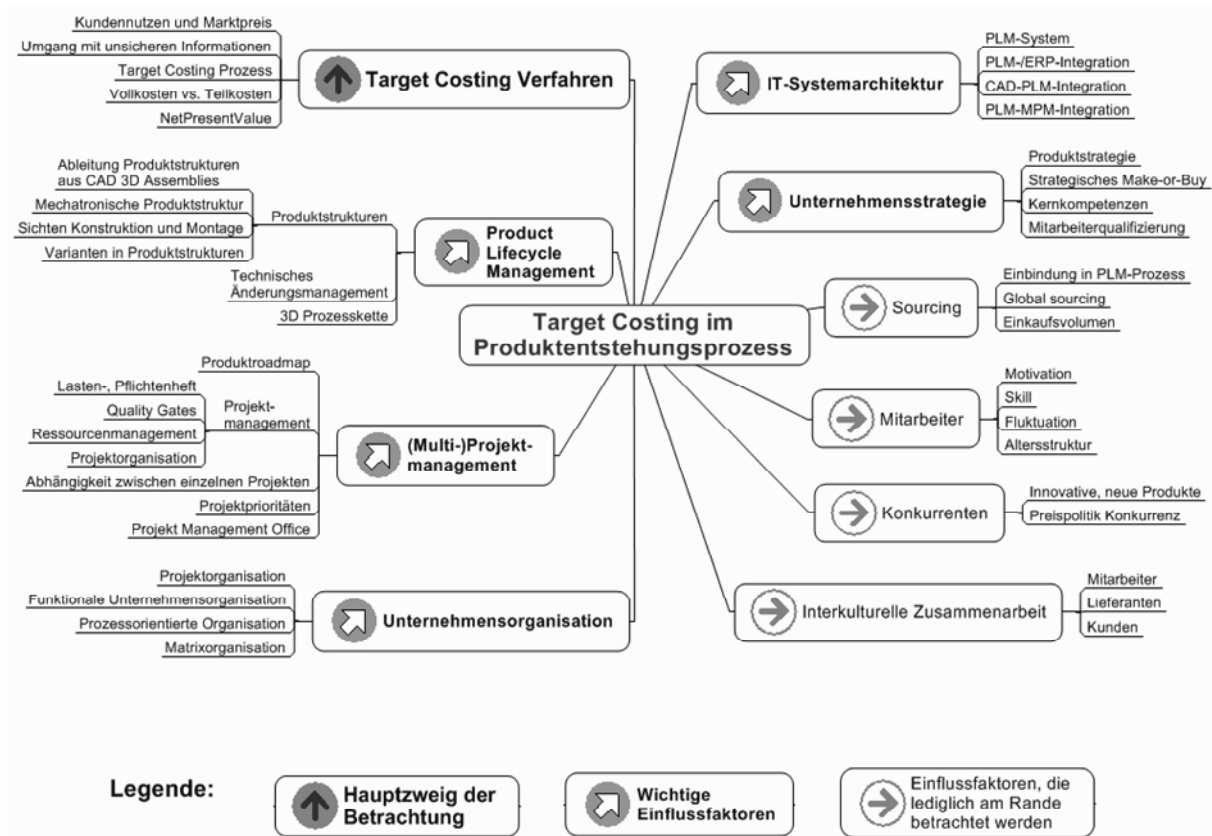 Kundennutzen und Marktpreis
Umgang mit unsicheren Informationen
Target Costing Prozess
Vollkosten vs. Teilkosten
NetPresentValue
Target Costing Verfahren
Ableitung Produktstrukturen
aus CAD 3D Assemblies
Mechatronische Produktstruktur
Sichten Konstruktion und Montage
Varianten in Produktstrukturen
Produktstrukturen
Technisches
Änderungsmanagement
3D Prozesskette
Product
Lifecycle
Management
Produktroadmap
Lasten-, Pflichtenheft
Quality Gates
Ressourcenmanagement
Projektorganisation
Projekt-
management
Abhängigkeit zwischen einzelnen Projekten
Projektprioritäten
Projekt Management Office
(Multi-)Projekt-
management
Projektorganisation
Funktionale Unternehmensorganisation
Prozessorientierte Organisation
Matrixorganisation
Unternehmensorganisation
Target Costing im
Produktentstehungsprozess
IT-Systemarchitektur
PLM-System
PLM-/ERP-Integration
CAD-PLM-Integration
PLM-MPM-Integration
Unternehmensstrategie
Produktstrategie
Strategisches Make-or-Buy
Kernkompetenzen
Mitarbeiterqualifizierung
Sourcing
Einbindung in PLM-Prozess
Global sourcing
Einkaufsvolumen
Mitarbeiter
Motivation
Skill
Fluktuation
Altersstruktur
Konkurrenten
Innovative, neue Produkte
Preispolitik Konkurrenz
Interkulturelle Zusammenarbeit
Mitarbeiter
Lieferanten
Kunden
Legende:
Hauptzweig der
Betrachtung
Wichtige
Einflussfaktoren
Einflussfaktoren, die
lediglich am Rande
betrachtet werden